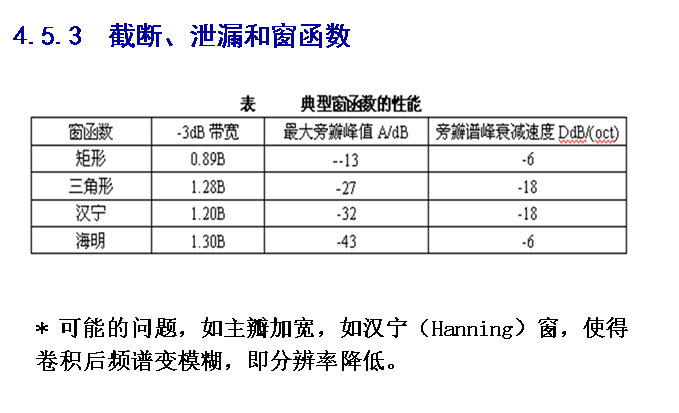 4.5.3 截断、泄漏和窗函数
表 典型窗函数的性能
窗函数 -3dB 带宽 最大旁瓣峰值 A/dB 旁瓣谱峰衰减速度 DdB/(oct)
矩形 0.89B --13 -6
三角形 1.28B -27 -18
汉宁 1.20B -32 -18
海明 1.30B -43 -6
* 可能的问题，如主瓣加宽，如汉宁（Hanning）窗，使得
卷积后频谱变模糊，即分辨率降低。